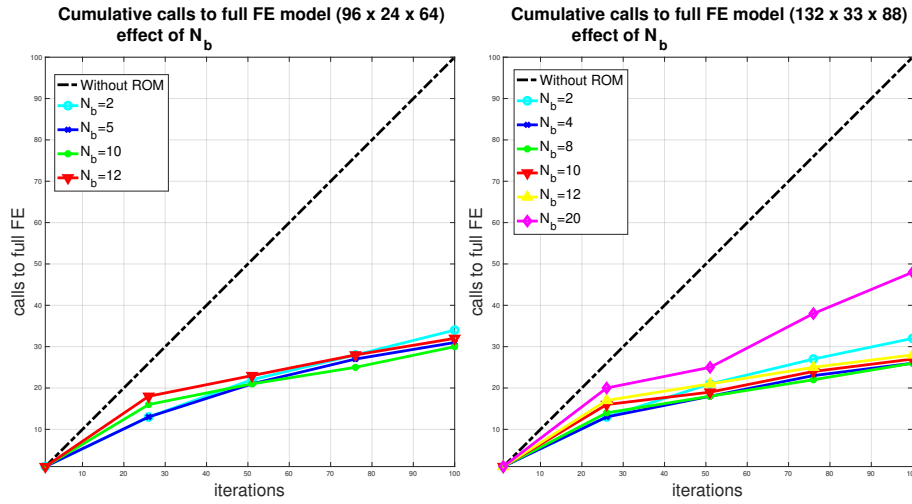 Cumulative calls to full FE model (96 x 24 x 64)
effect of N_b
100
90
80
70
60
50
40
30
20
10
calls to full FE
Without ROM
N_b=2
N_b=5
N_b=10
N_b=12
10 20 30 40 50 60 70 80 90 100
iterations
Cumulative calls to full FE model (132 x 33 x 88)
effect of N_b
100
90
80
70
60
50
40
30
20
10
calls to full FE
Without ROM
N_b=2
N_b=4
N_b=8
N_b=10
N_b=12
N_b=20
10 20 30 40 50 60 70 80 90 100
iterations